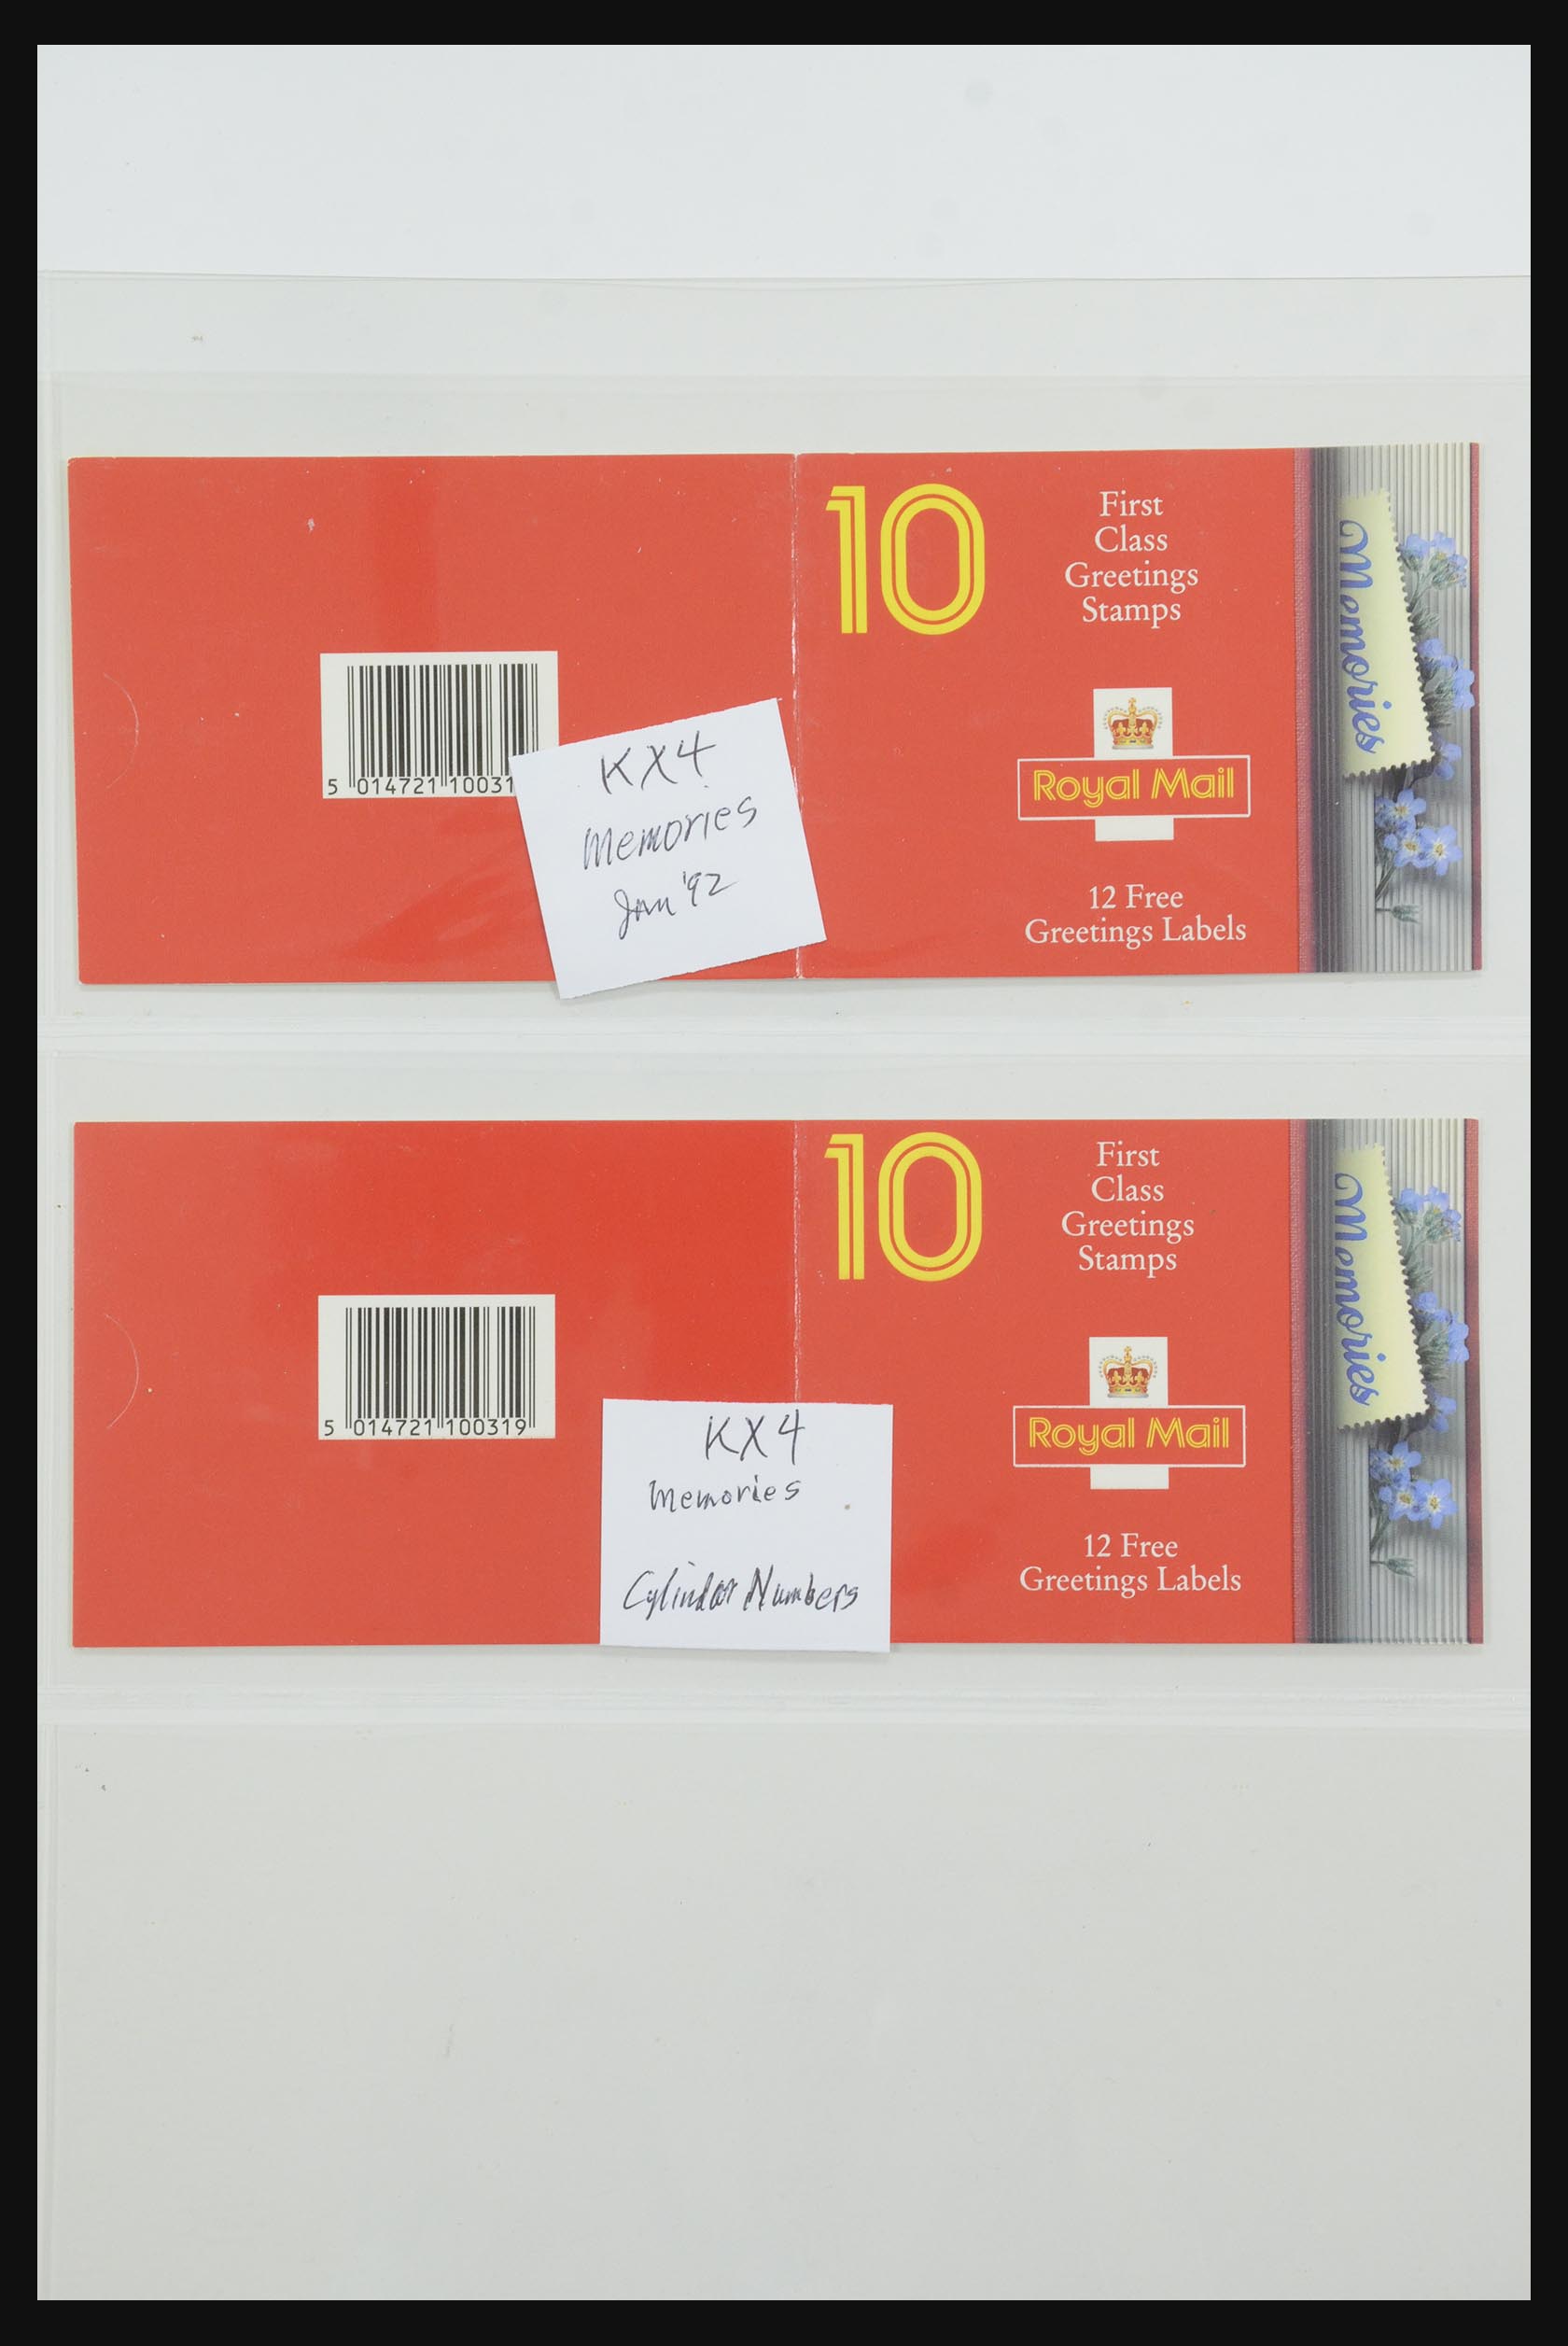 10
First
Class
Greetings
Stamps
Memories
Royal Mail
5 014721 10031
KX4
Memories
Jan '92
12 Free
Greetings Labels
10
First
Class
Greetings
Stamps
Memories
Royal Mail
5 014721 100319
KX4
Memories
Cylinder Numbers
12 Free
Greetings Labels